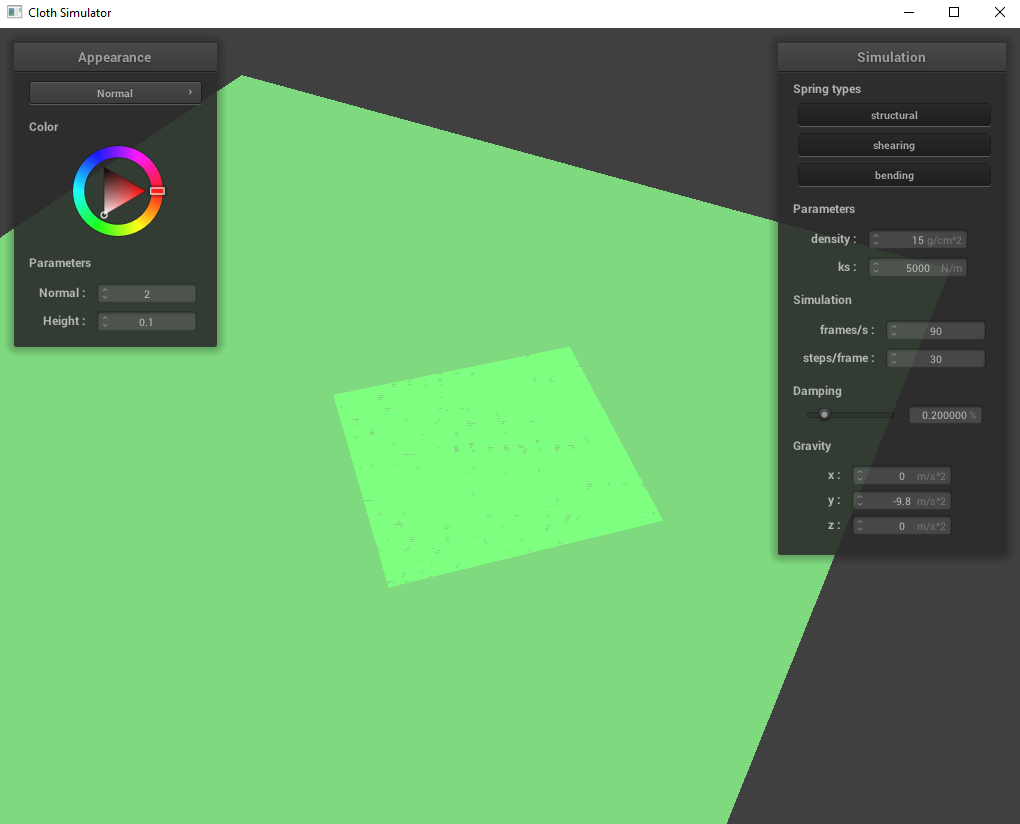 Cloth Simulator
Appearance
Normal
Color
Parameters
Normal : 2
Height : 0.1
Simulation
Spring types
structural
shearing
bending
Parameters
density : 15 g/cm^2
ks : 5000 N/m
Simulation
frames/s : 90
steps/frame : 30
Damping
0.200000 %
Gravity
x : 0 m/s^2
y : -9.8 m/s^2
z : 0 m/s^2